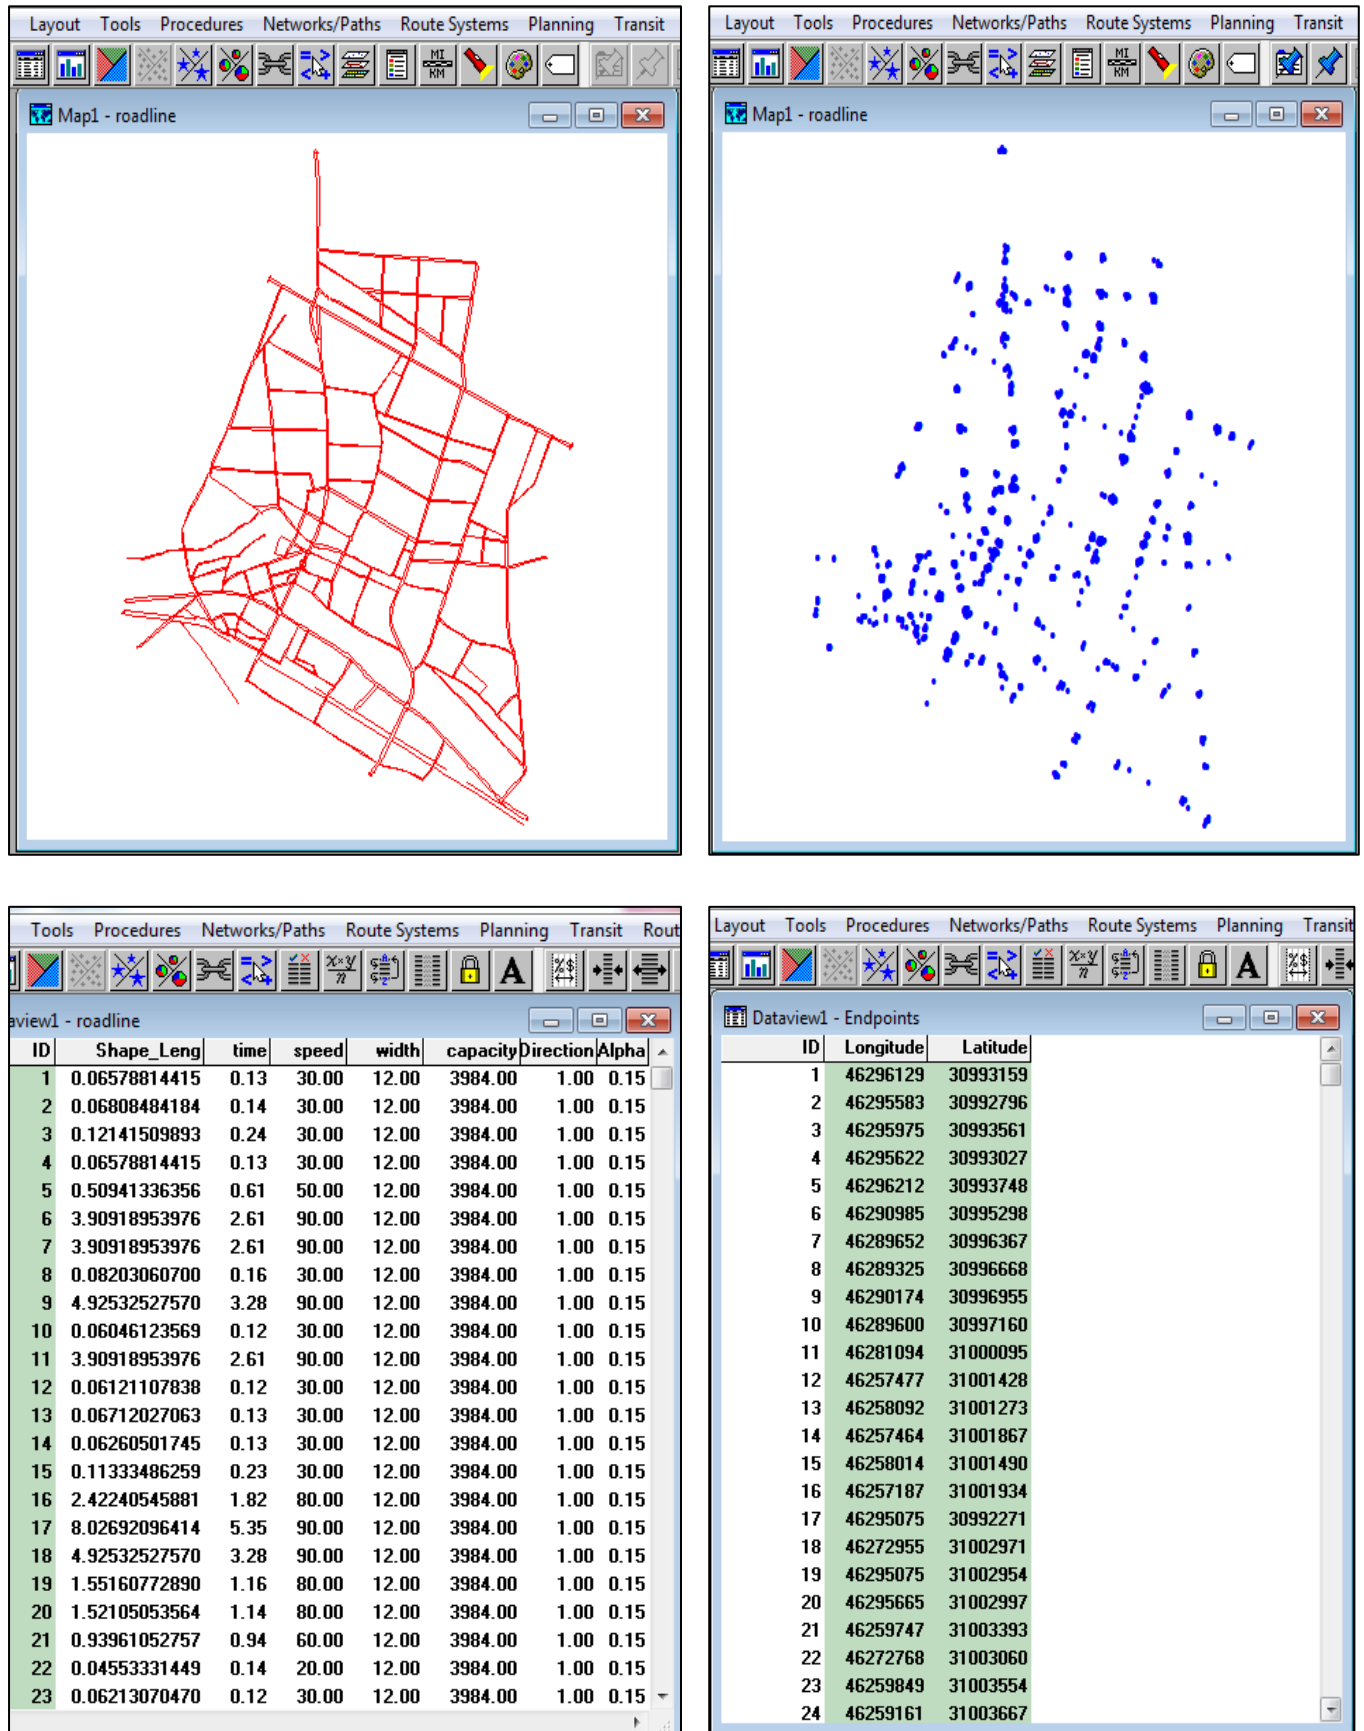 Layout Tools Procedures Networks/Paths Route Systems Planning Transit
MI
KM
Map1 - roadline
Layout Tools Procedures Networks/Paths Route Systems Planning Transit
MI
KM
Map1 - roadline
Tools Procedures Networks/Paths Route Systems Planning Transit Rout
A
aview1 - roadline
ID Shape_Leng time speed width capacity Direction Alpha
1 0.06578814415 0.13 30.00 12.00 3984.00 1.00 0.15
2 0.06808484184 0.14 30.00 12.00 3984.00 1.00 0.15
3 0.12141509893 0.24 30.00 12.00 3984.00 1.00 0.15
4 0.06578814415 0.13 30.00 12.00 3984.00 1.00 0.15
5 0.50941336356 0.61 50.00 12.00 3984.00 1.00 0.15
6 3.90918953976 2.61 90.00 12.00 3984.00 1.00 0.15
7 3.90918953976 2.61 90.00 12.00 3984.00 1.00 0.15
8 0.08203060700 0.16 30.00 12.00 3984.00 1.00 0.15
9 4.92532527570 3.28 90.00 12.00 3984.00 1.00 0.15
10 0.06046123569 0.12 30.00 12.00 3984.00 1.00 0.15
11 3.90918953976 2.61 90.00 12.00 3984.00 1.00 0.15
12 0.06121107838 0.12 30.00 12.00 3984.00 1.00 0.15
13 0.06712027063 0.13 30.00 12.00 3984.00 1.00 0.15
14 0.06260501745 0.13 30.00 12.00 3984.00 1.00 0.15
15 0.11333486259 0.23 30.00 12.00 3984.00 1.00 0.15
16 2.42240545881 1.82 80.00 12.00 3984.00 1.00 0.15
17 8.02692096414 5.35 90.00 12.00 3984.00 1.00 0.15
18 4.92532527570 3.28 90.00 12.00 3984.00 1.00 0.15
19 1.55160772890 1.16 80.00 12.00 3984.00 1.00 0.15
20 1.52105053564 1.14 80.00 12.00 3984.00 1.00 0.15
21 0.93961052757 0.94 60.00 12.00 3984.00 1.00 0.15
22 0.04553331449 0.14 20.00 12.00 3984.00 1.00 0.15
23 0.06213070470 0.12 30.00 12.00 3984.00 1.00 0.15
Layout Tools Procedures Networks/Paths Route Systems Planning Transit
A
Dataview1 - Endpoints
ID Longitude Latitude
1 46296129 30993159
2 46295583 30992796
3 46295975 30993561
4 46295622 30993027
5 46296212 30993748
6 46290985 30995298
7 46289652 30996367
8 46289325 30996668
9 46290174 30996955
10 46289600 30997160
11 46281094 31000095
12 46257477 31001428
13 46258092 31001273
14 46257464 31001867
15 46258014 31001490
16 46257187 31001934
17 46295075 30992271
18 46272955 31002971
19 46295075 31002954
20 46295665 31002997
21 46259747 31003393
22 46272768 31003060
23 46259849 31003554
24 46259161 31003667